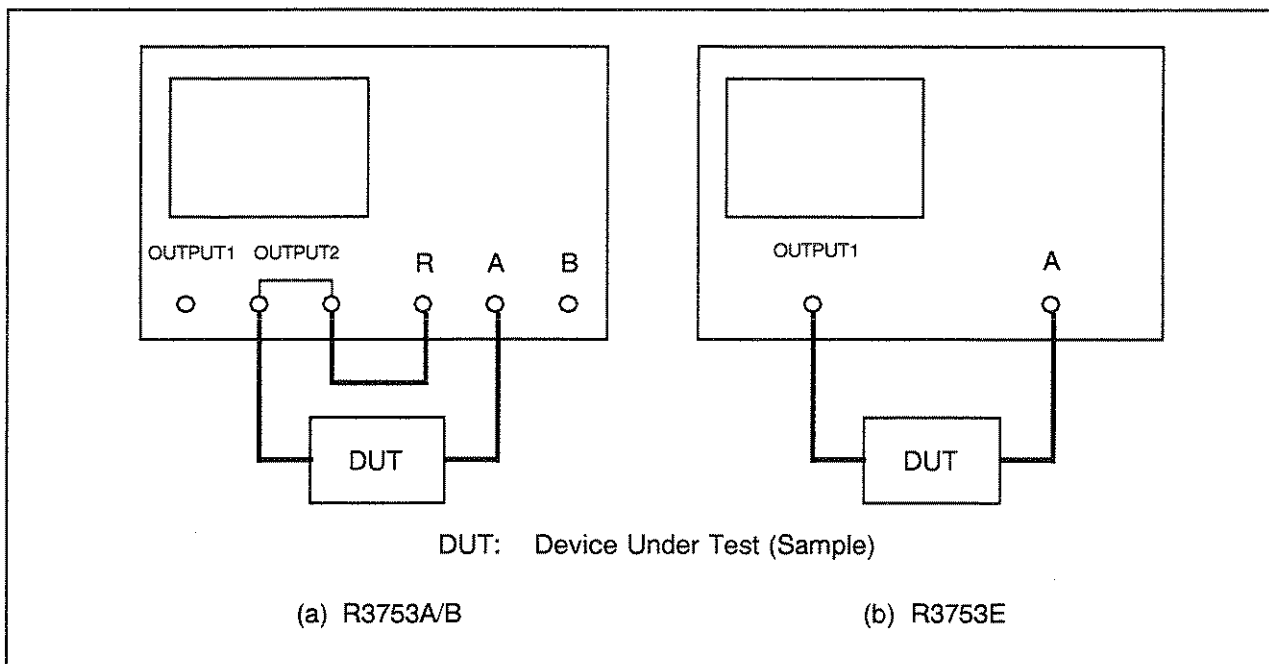 OUTPUT1 OUTPUT2 R A B
DUT
OUTPUT1 A
DUT
DUT: Device Under Test (Sample)
(a) R3753A/B
(b) R3753E